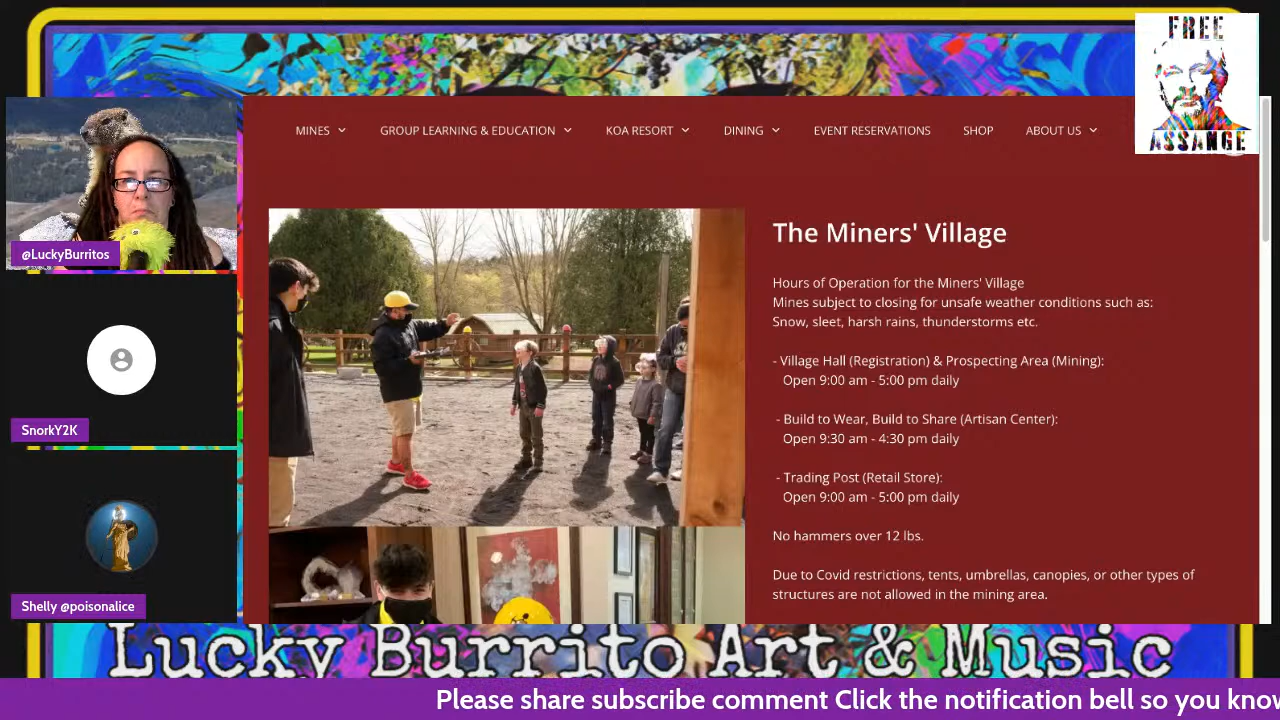 FREE
ASSANGE
MINES
GROUP LEARNING & EDUCATION
KOA RESORT
DINING
EVENT RESERVATIONS
SHOP
ABOUT US
@LuckyBurritos
SnorkY2K
Shelly @poisonalice
The Miners' Village
Hours of Operation for the Miners' Village
Mines subject to closing for unsafe weather conditions such as:
Snow, sleet, harsh rains, thunderstorms etc.
- Village Hall (Registration) & Prospecting Area (Mining):
Open 9:00 am - 5:00 pm daily
- Build to Wear, Build to Share (Artisan Center):
Open 9:30 am - 4:30 pm daily
- Trading Post (Retail Store):
Open 9:00 am - 5:00 pm daily
No hammers over 12 lbs.
Due to Covid restrictions, tents, umbrellas, canopies, or other types of
structures are not allowed in the mining area.
Lucky Burrito Art & Music
Please share subscribe comment Click the notification bell so you know